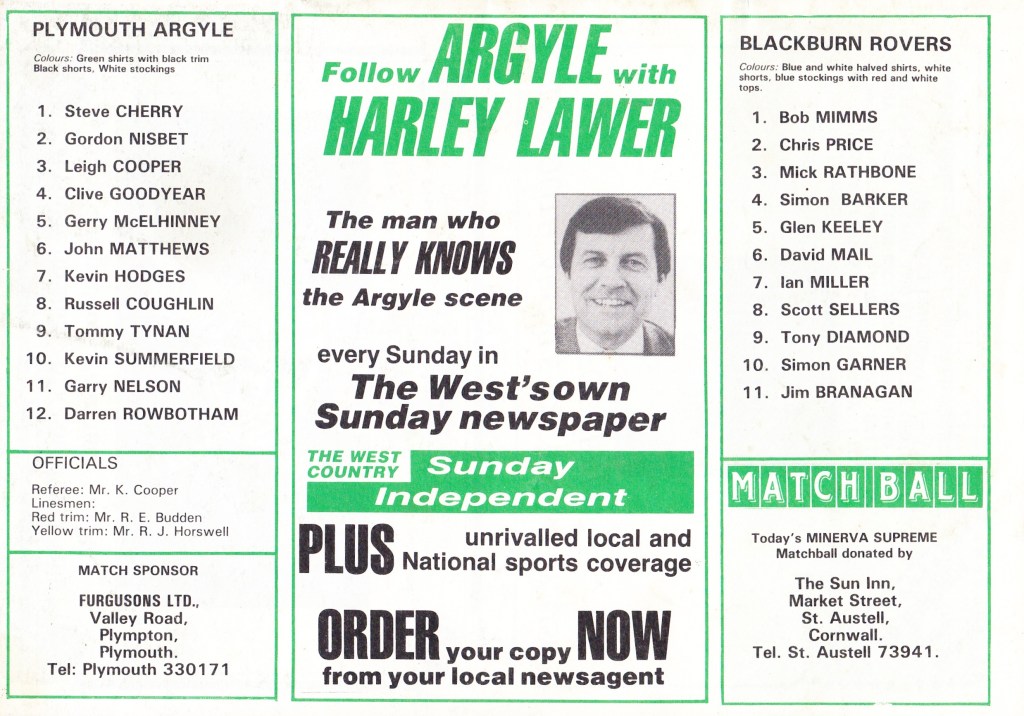 PLYMOUTH ARGYLE
Colours: Green shirts with black trim
Black shorts, White stockings
1. Steve CHERRY
2. Gordon NISBET
3. Leigh COOPER
4. Clive GOODYEAR
5. Gerry McELHINNEY
6. John MATTHEWS
7. Kevin HODGES
8. Russell COUGHLIN
9. Tommy TYNAN
10. Kevin SUMMERFIELD
11. Garry NELSON
12. Darren ROWBOTHAM
OFFICIALS
Referee: Mr. K. Cooper
Linesmen:
Red trim: Mr. R. E. Budden
Yellow trim: Mr. R. J. Horswell
MATCH SPONSOR
FURGUSONS LTD.,
Valley Road,
Plympton,
Plymouth.
Tel: Plymouth 330171
Follow ARGYLE with
HARLEY LAWER
The man who
REALLY KNOWS
the Argyle scene
every Sunday in
The West'sown
Sunday newspaper
THE WEST
COUNTRY
Sunday
Independent
PLUS unrivalled local and
National sports coverage
ORDER your copy NOW
from your local newsagent
BLACKBURN ROVERS
Colours: Blue and white halved shirts, white
shorts, blue stockings with red and white
tops.
1. Bob MIMMS
2. Chris PRICE
3. Mick RATHBONE
4. Simon BARKER
5. Glen KEELEY
6. David MAIL
7. Ian MILLER
8. Scott SELLERS
9. Tony DIAMOND
10. Simon GARNER
11. Jim BRANAGAN
MATCH BALL
Today's MINERVA SUPREME
Matchball donated by
The Sun Inn,
Market Street,
St. Austell,
Cornwall.
Tel. St. Austell 73941.